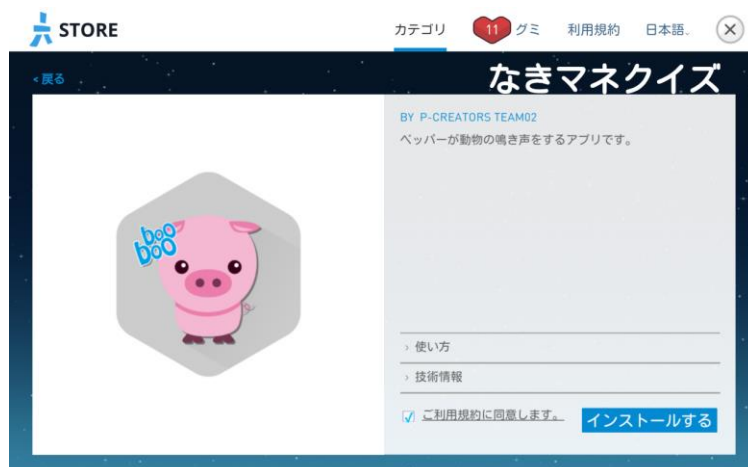 STORE
カテゴリ 11 グミ 利用規約 日本語
<戻る
なきマネクイズ
BY P-CREATORS TEAM02
ペッパーが動物の鳴き声をするアプリです。
boo
boo
› 使い方
› 技術情報
ご利用規約に同意します。
インストールする